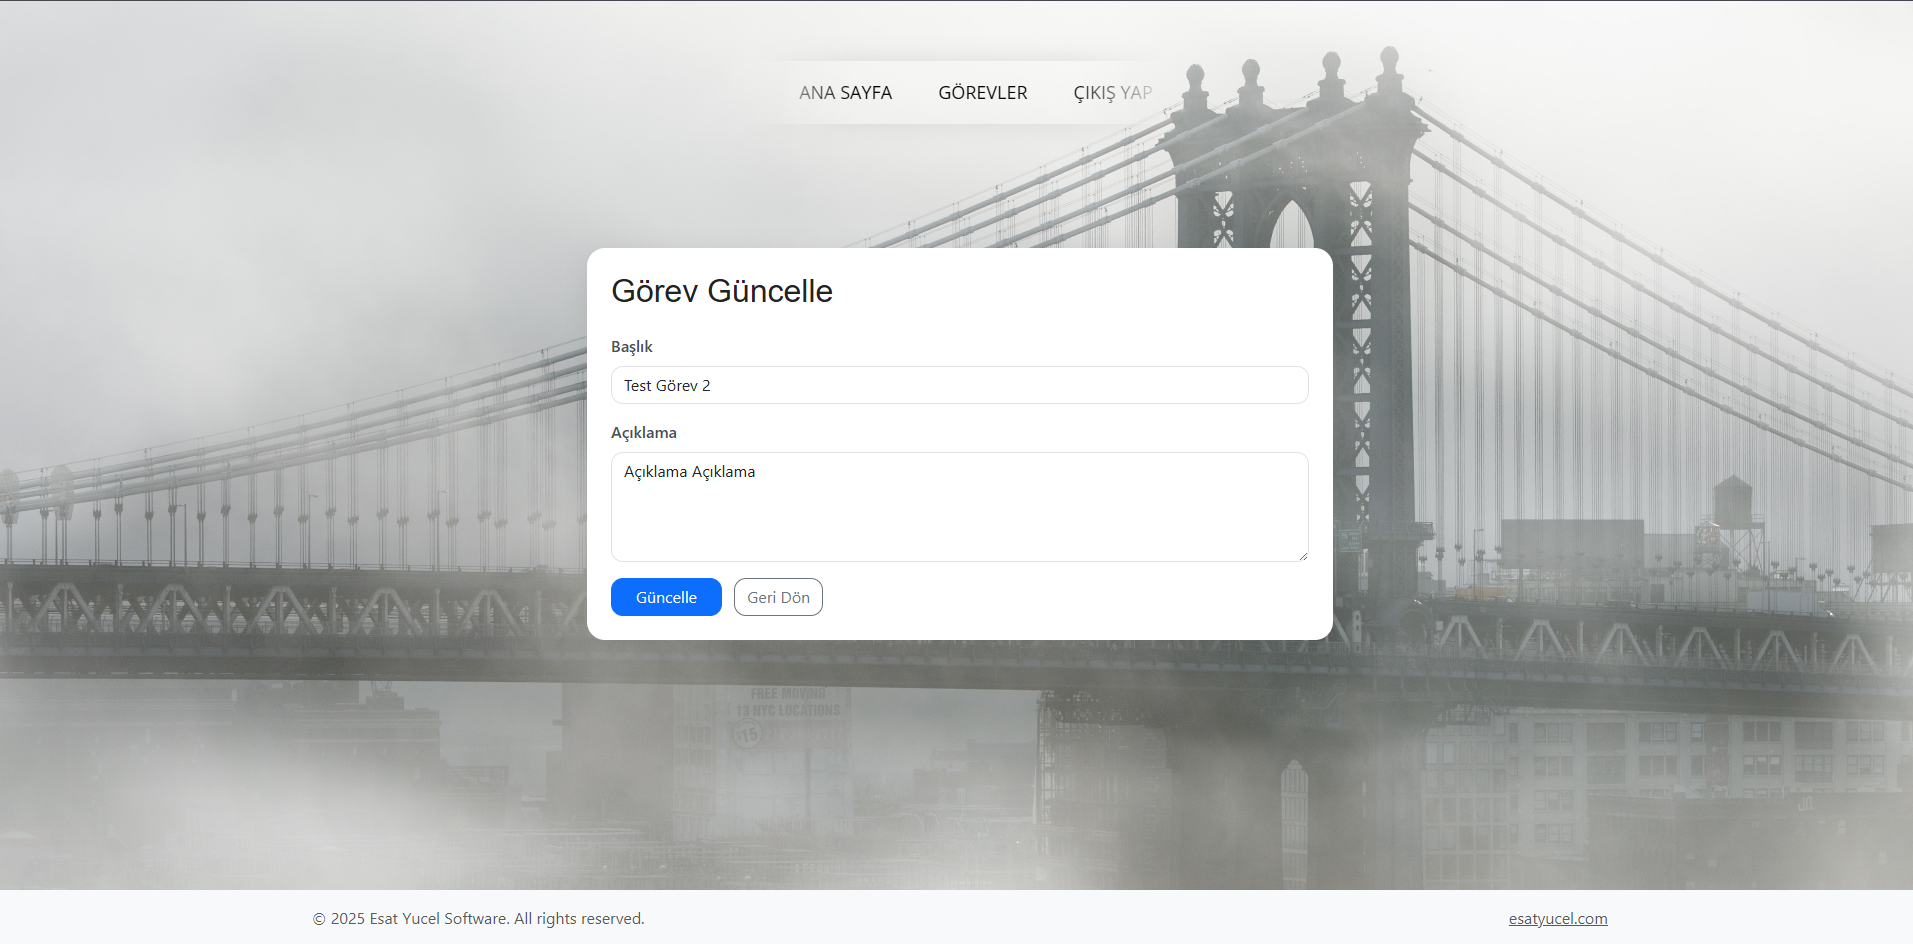 ANA SAYFA GÖREVLER ÇIKIŞ YAP
Görev Güncelle
Başlık
Test Görev 2
Açıklama
Açıklama Açıklama
Güncelle Geri Dön
FREE MOVING
13 NYC LOCATIONS
$15
© 2025 Esat Yucel Software. All rights reserved. esatyucel.com